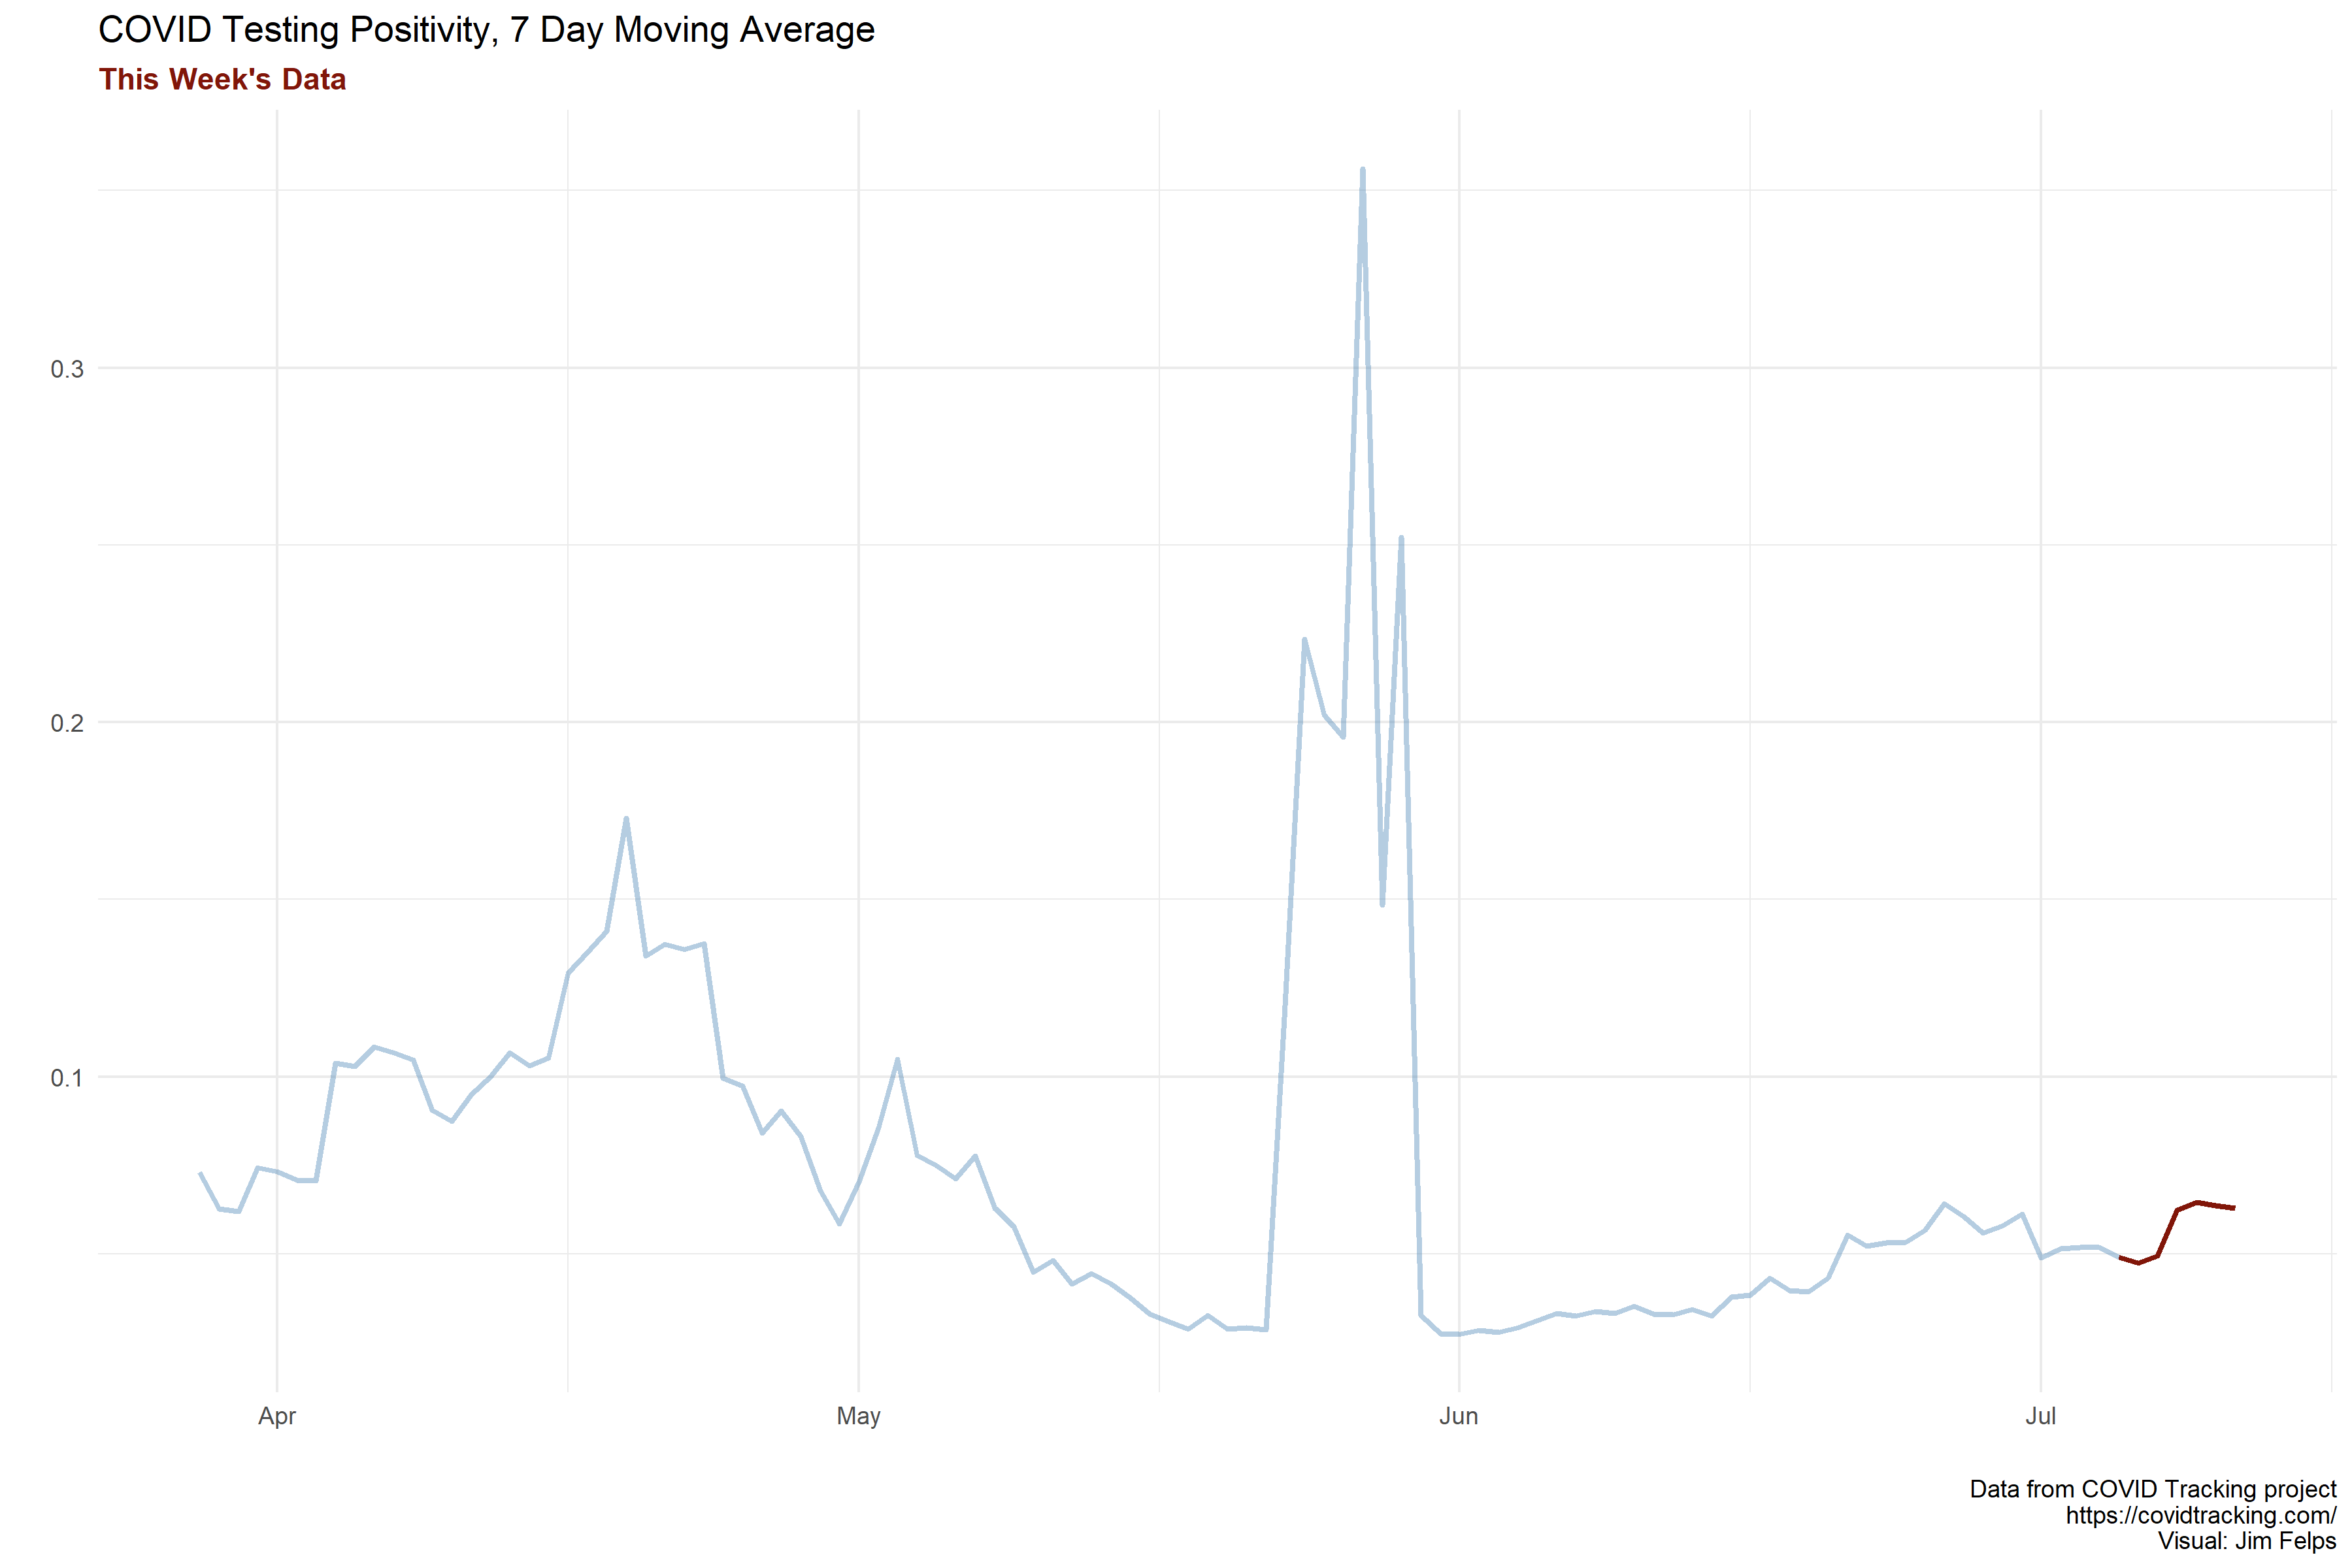 COVID Testing Positivity, 7 Day Moving Average
This Week's Data
0.3
0.2
0.1
Apr May Jun Jul
Data from COVID Tracking project
https://covidtracking.com/
Visual: Jim Felps